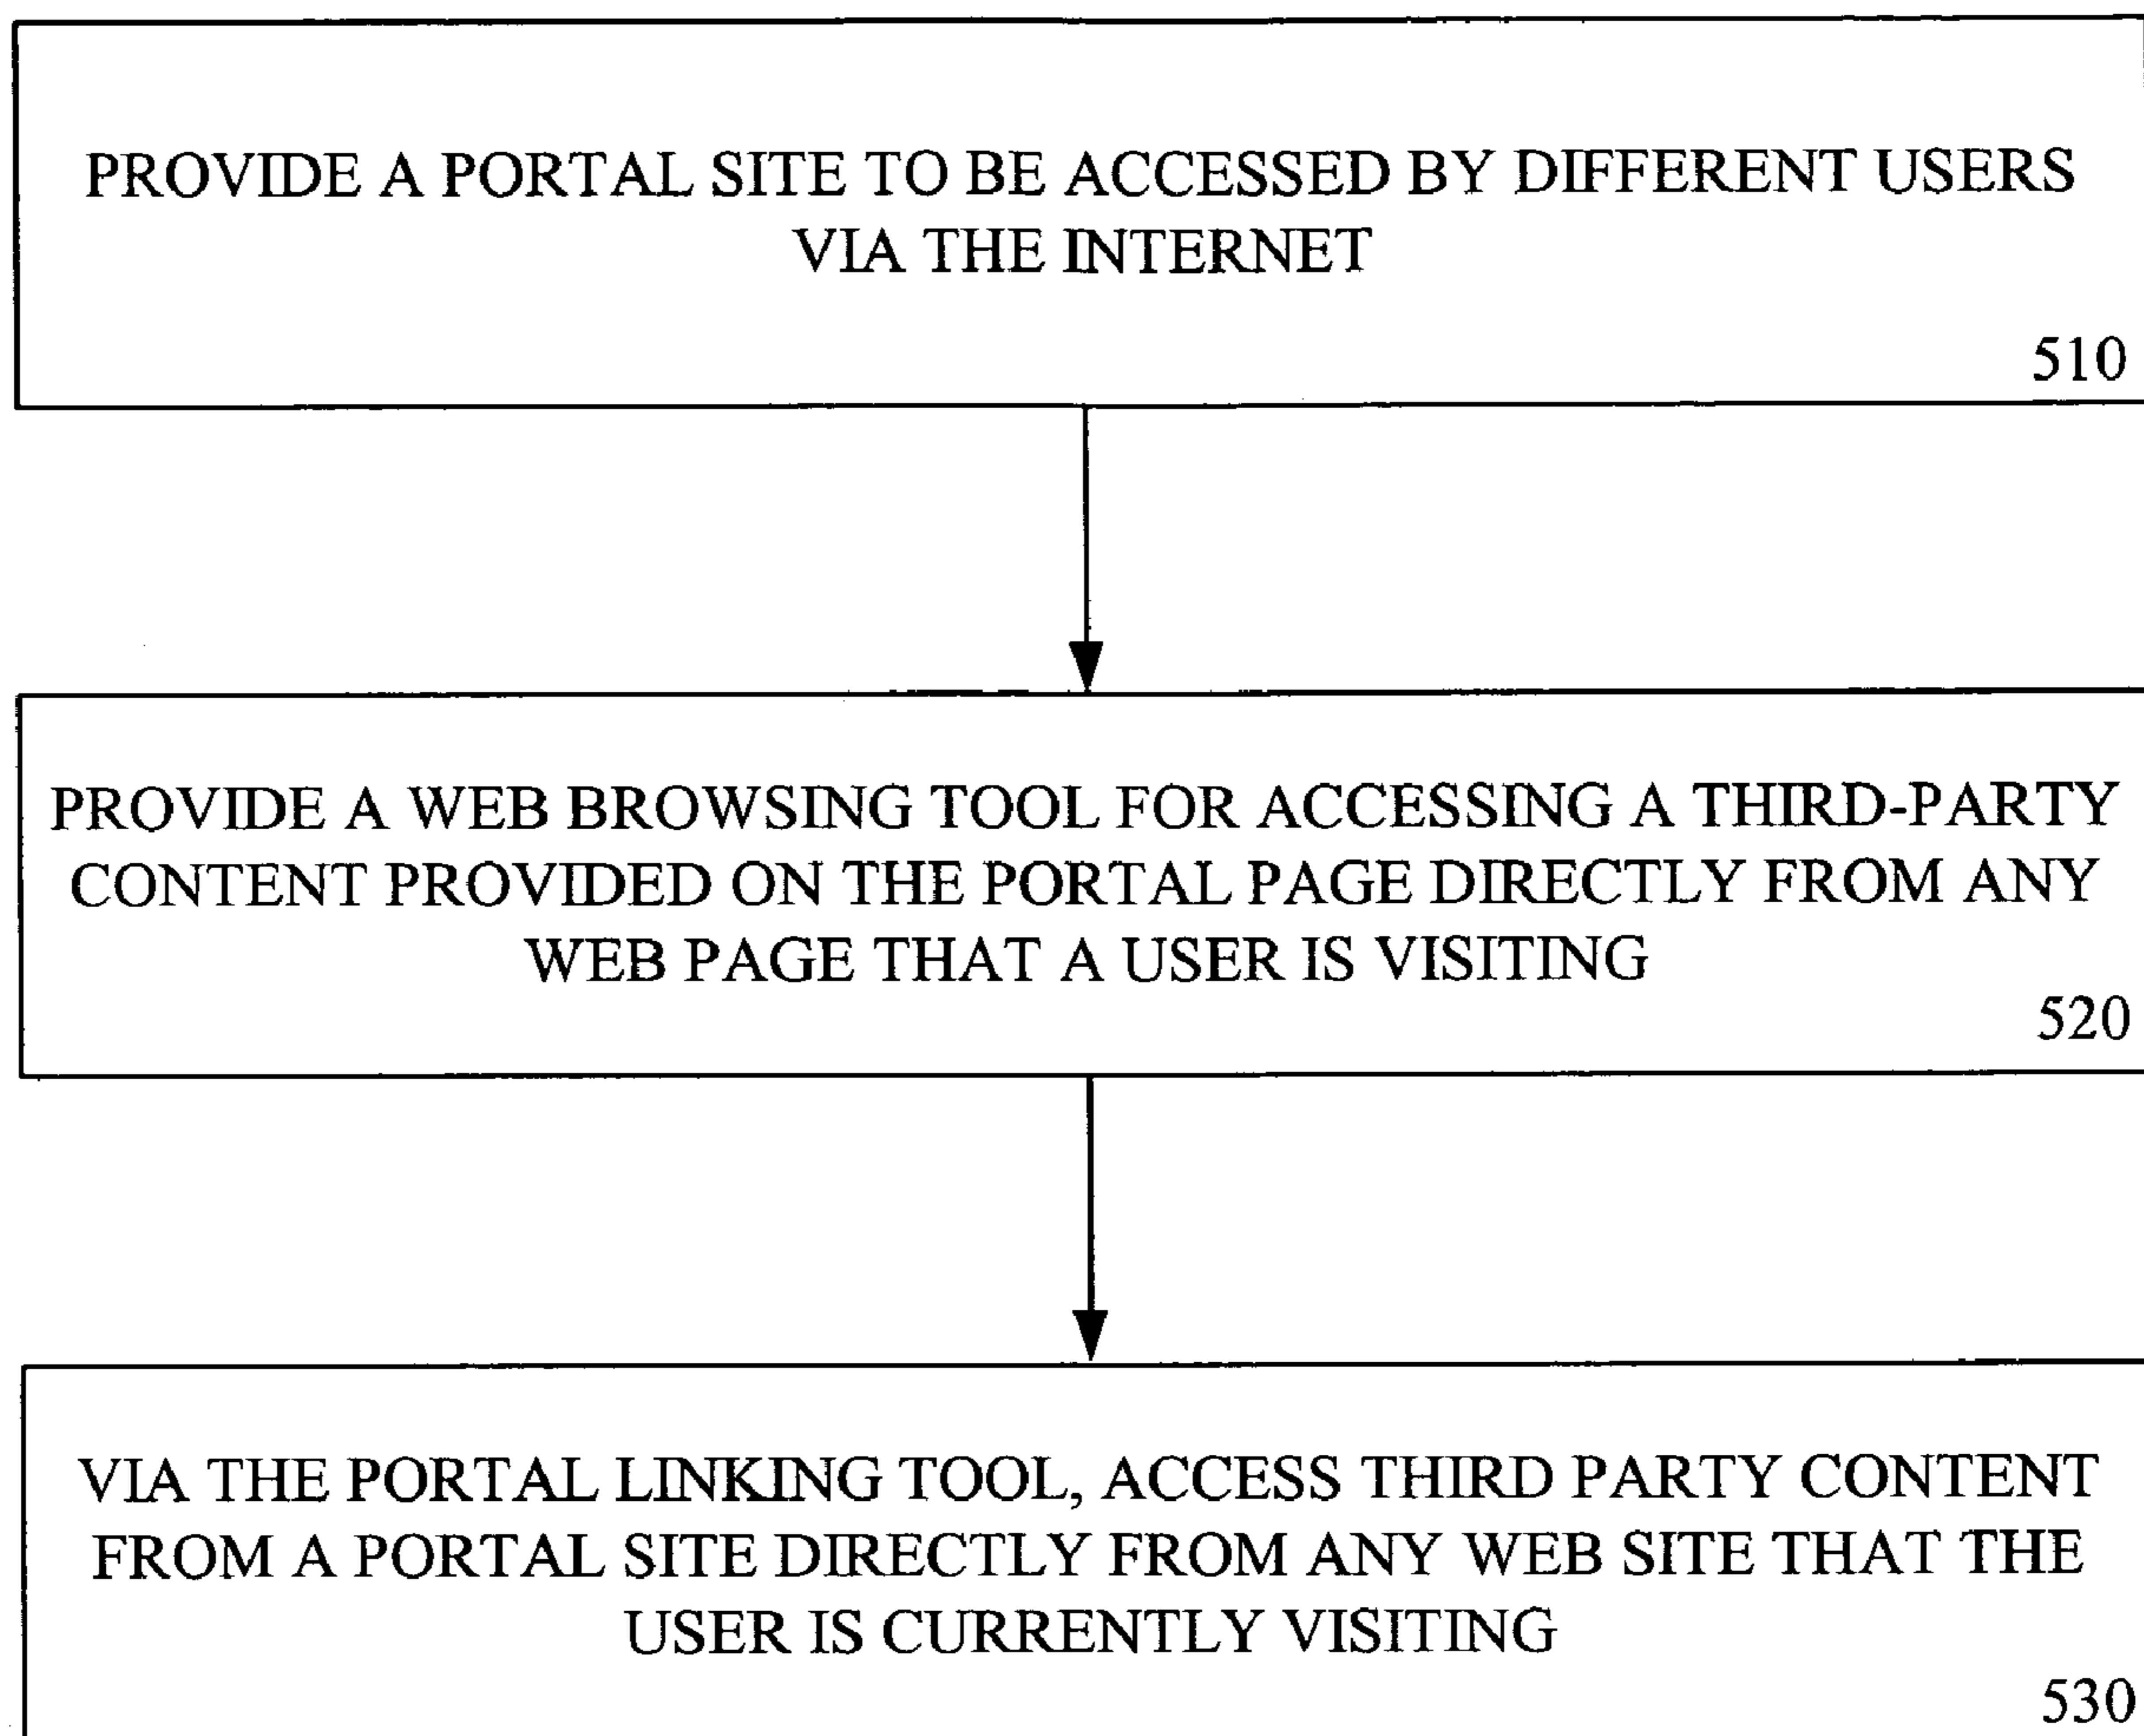 PROVIDE A PORTAL SITE TO BE ACCESSED BY DIFFERENT USERS
VIA THE INTERNET
510
PROVIDE A WEB BROWSING TOOL FOR ACCESSING A THIRD-PARTY
CONTENT PROVIDED ON THE PORTAL PAGE DIRECTLY FROM ANY
WEB PAGE THAT A USER IS VISITING
520
VIA THE PORTAL LINKING TOOL, ACCESS THIRD PARTY CONTENT
FROM A PORTAL SITE DIRECTLY FROM ANY WEB SITE THAT THE
USER IS CURRENTLY VISITING
530